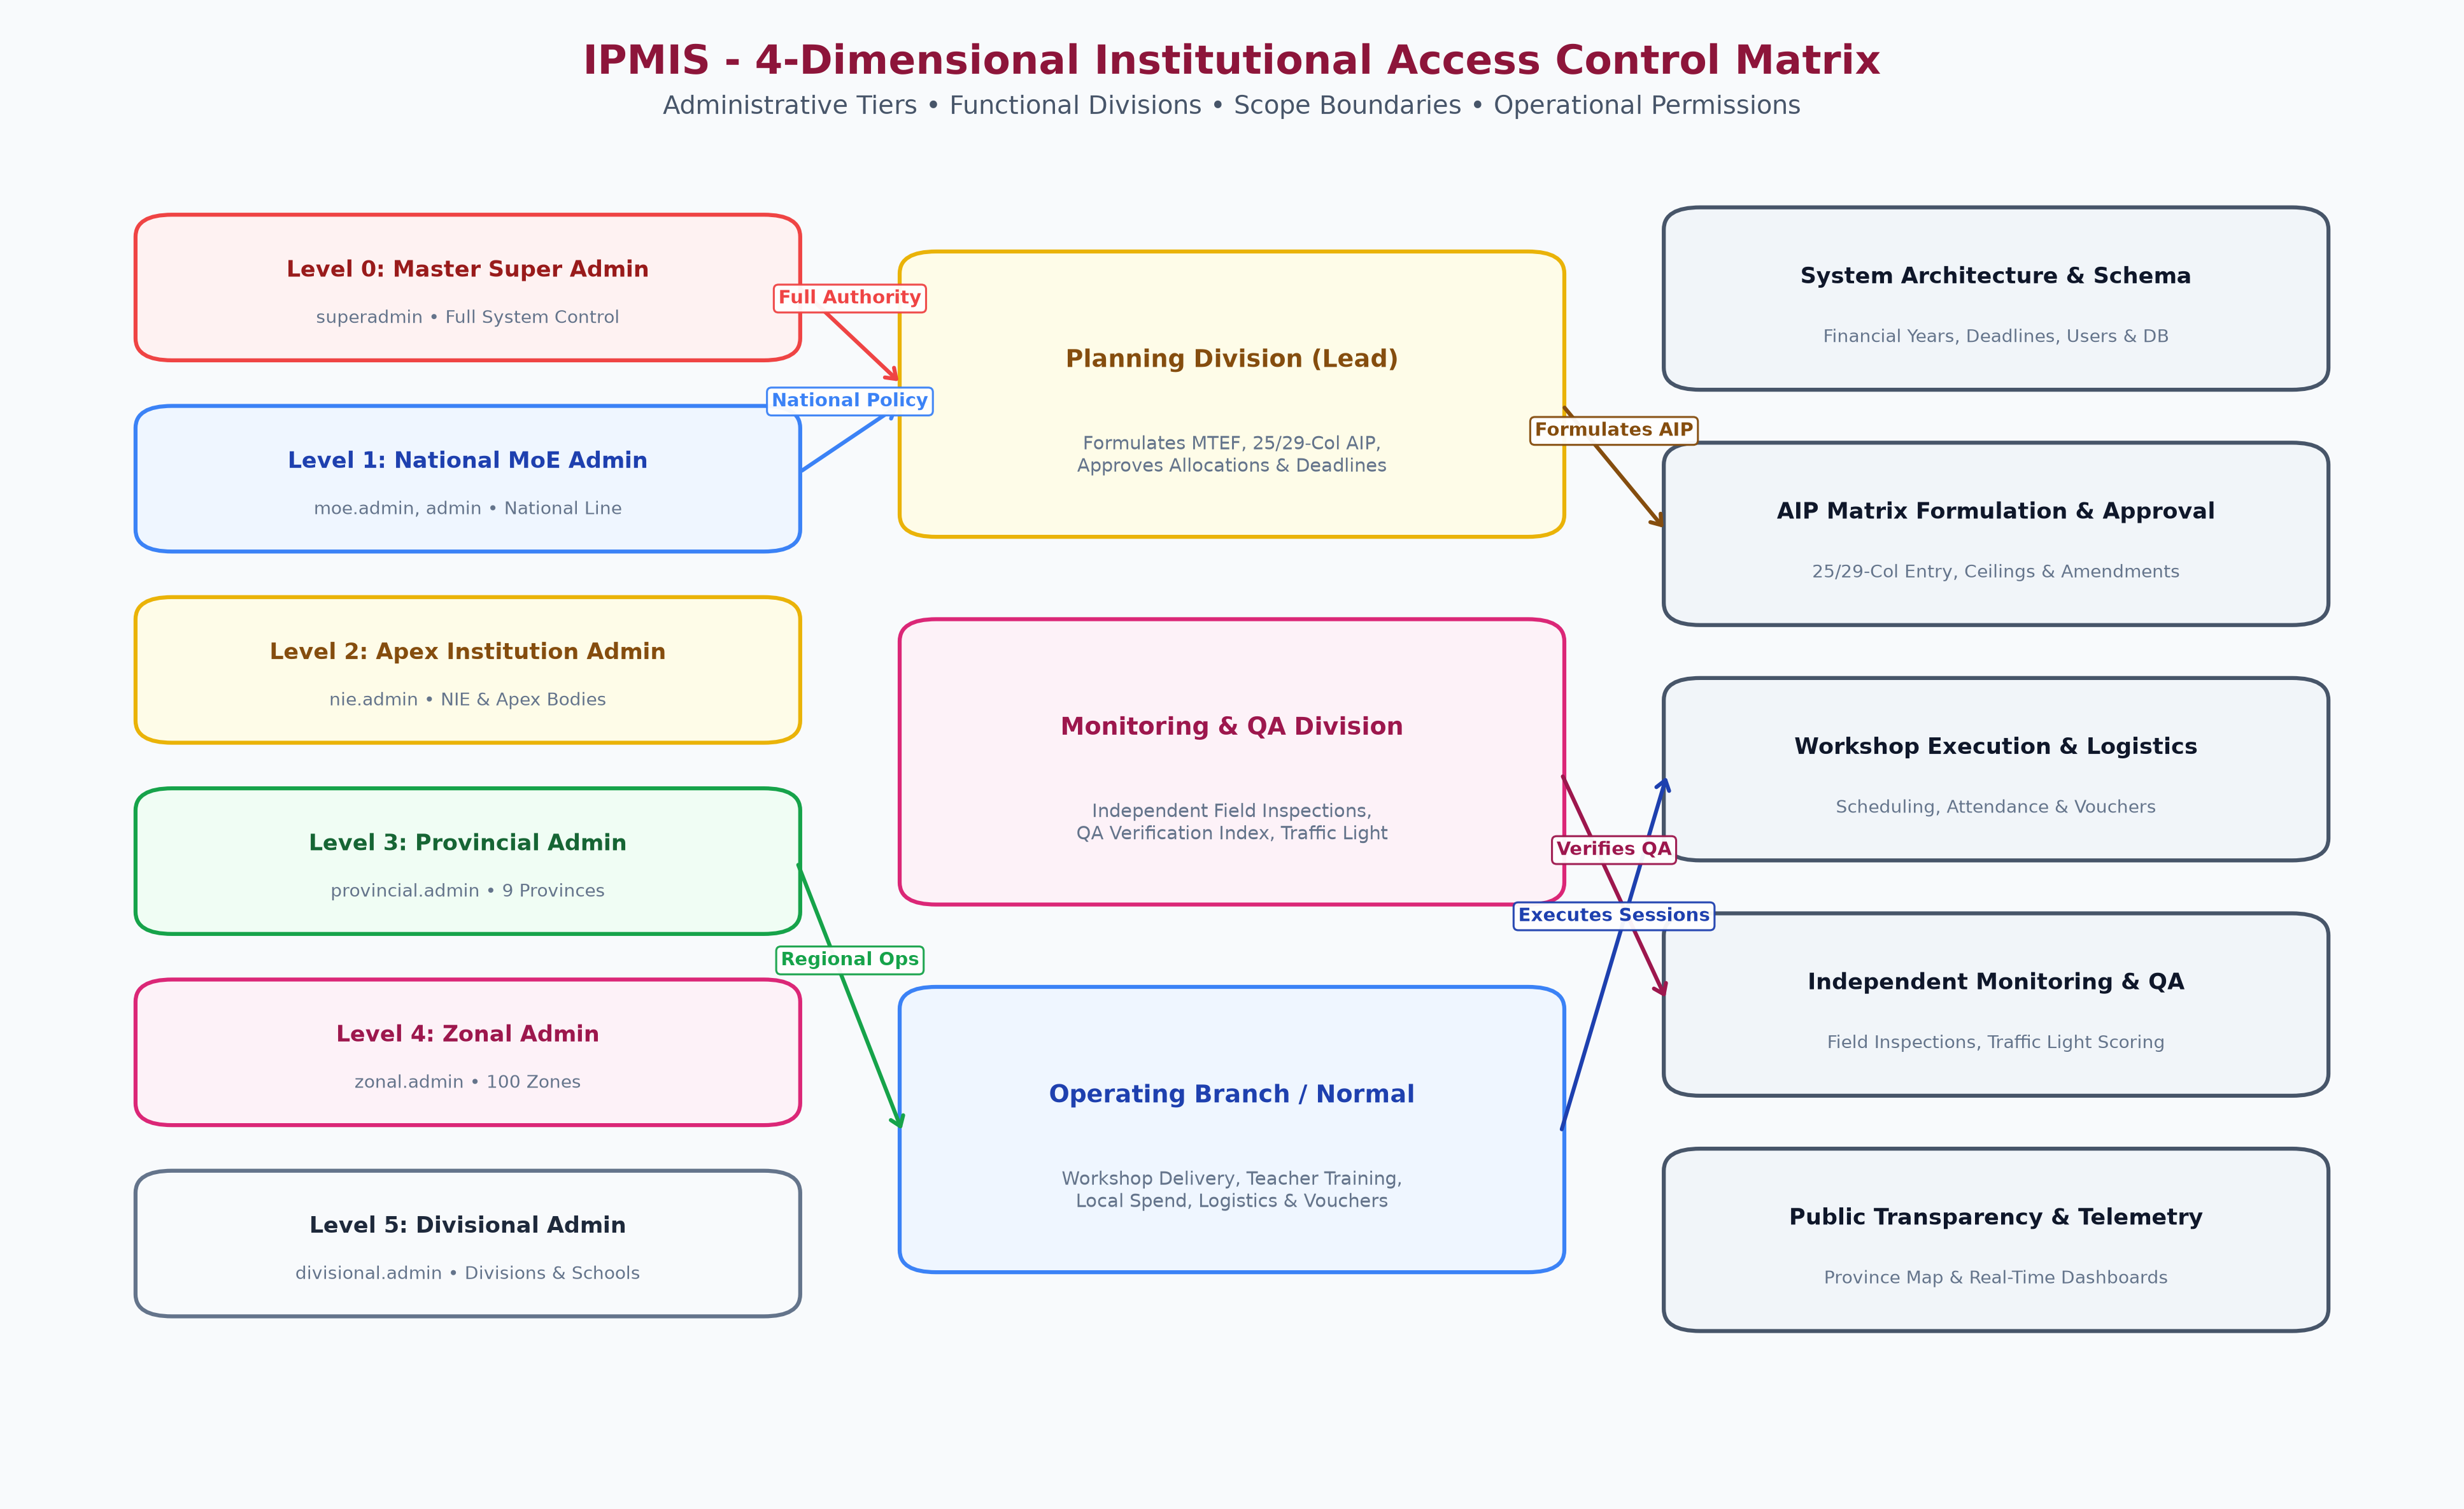 IPMIS - 4-Dimensional Institutional Access Control Matrix
Administrative Tiers • Functional Divisions • Scope Boundaries • Operational Permissions
Level 0: Master Super Admin
superadmin • Full System Control
Level 1: National MoE Admin
moe.admin, admin • National Line
Level 2: Apex Institution Admin
nie.admin • NIE & Apex Bodies
Level 3: Provincial Admin
provincial.admin • 9 Provinces
Level 4: Zonal Admin
zonal.admin • 100 Zones
Level 5: Divisional Admin
divisional.admin • Divisions & Schools
Full Authority
National Policy
Regional Ops
Planning Division (Lead)
Formulates MTEF, 25/29-Col AIP,
Approves Allocations & Deadlines
Monitoring & QA Division
Independent Field Inspections,
QA Verification Index, Traffic Light
Operating Branch / Normal
Workshop Delivery, Teacher Training,
Local Spend, Logistics & Vouchers
Formulates AIP
Verifies QA
Executes Sessions
System Architecture & Schema
Financial Years, Deadlines, Users & DB
AIP Matrix Formulation & Approval
25/29-Col Entry, Ceilings & Amendments
Workshop Execution & Logistics
Scheduling, Attendance & Vouchers
Independent Monitoring & QA
Field Inspections, Traffic Light Scoring
Public Transparency & Telemetry
Province Map & Real-Time Dashboards